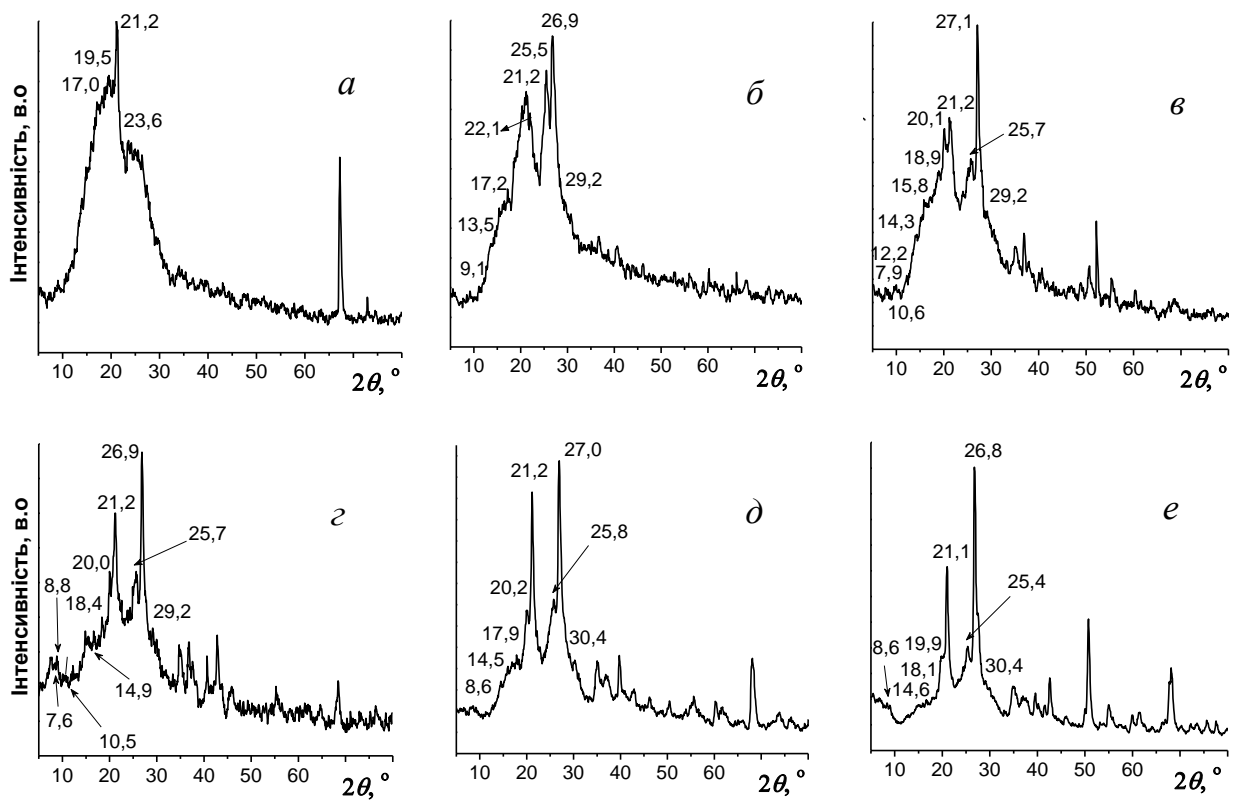 21,2
19,5
17,0
23,6
а
Інтенсивність, в.о
10 20 30 40 50 60
2θ, °
26,9
25,5
21,2
22,1
17,2
13,5
9,1
29,2
б
10 20 30 40 50 60
2θ, °
27,1
20,1
21,2
25,7
18,9
15,8
29,2
14,3
12,2
7,9
10,6
в
10 20 30 40 50 60
2θ, °
26,9
21,2
25,7
20,0
8,8
18,4
29,2
14,9
7,6
10,5
г
Інтенсивність, в.о
10 20 30 40 50 60
2θ, °
27,0
21,2
25,8
20,2
17,9
14,5
30,4
8,6
д
10 20 30 40 50 60
2θ, °
26,8
21,1
25,4
8,6
19,9
18,1
30,4
14,6
е
10 20 30 40 50 60
2θ, °